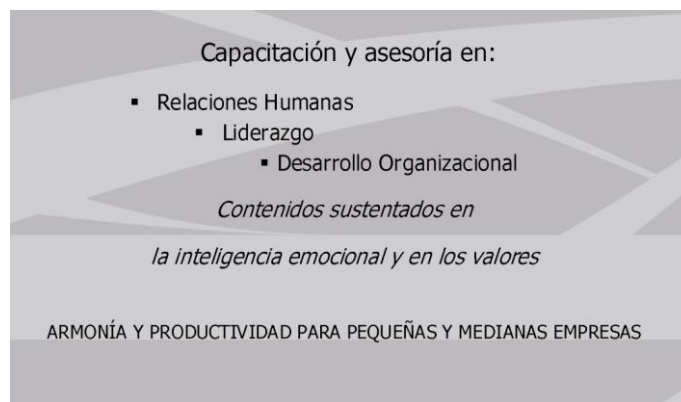 Capacitación y asesoría en:
▪ Relaciones Humanas
▪ Liderazgo
▪ Desarrollo Organizacional
Contenidos sustentados en
la inteligencia emocional y en los valores
ARMONÍA Y PRODUCTIVIDAD PARA PEQUEÑAS Y MEDIANAS EMPRESAS